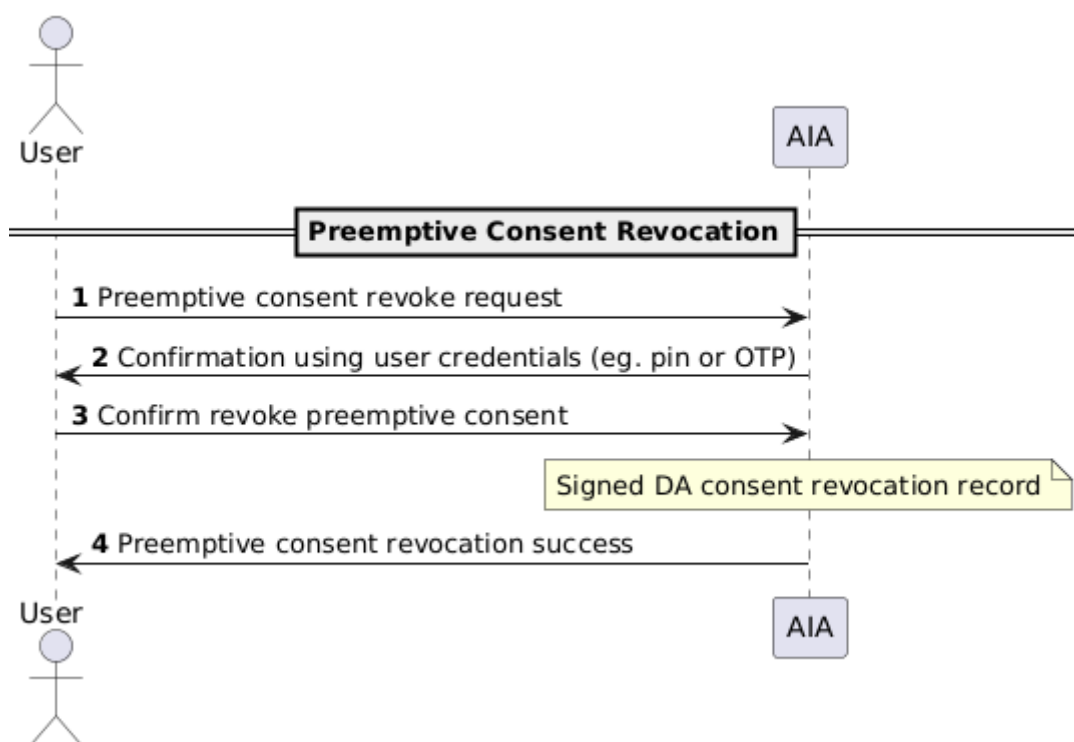 User
AIA
Preemptive Consent Revocation
1 Preemptive consent revoke request
2 Confirmation using user credentials (eg. pin or OTP)
3 Confirm revoke preemptive consent
Signed DA consent revocation record
4 Preemptive consent revocation success
User
AIA